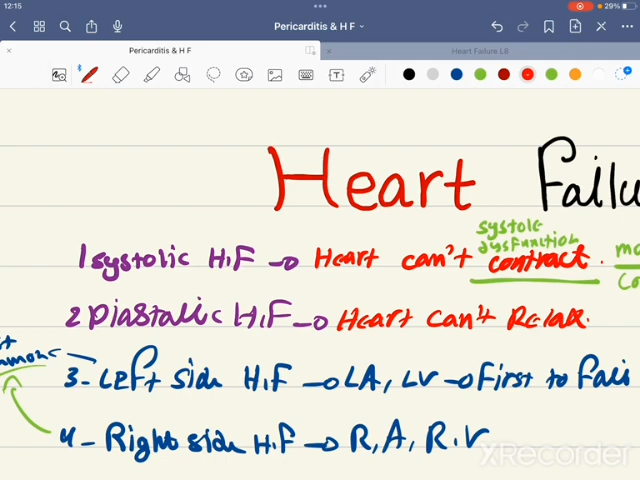 12:15
29%
Pericarditis & H F
Pericarditis & H F
Heart Failure L8
Heart Failu
systole
dysfunction
1 systolic H.F → Heart can't contract.
2 Diastalic H.F → Heart can't Relax.
3- Left side H.F → LA, LV → First to Fail
4- Right side H.F → R, A, R.V
XRecorder